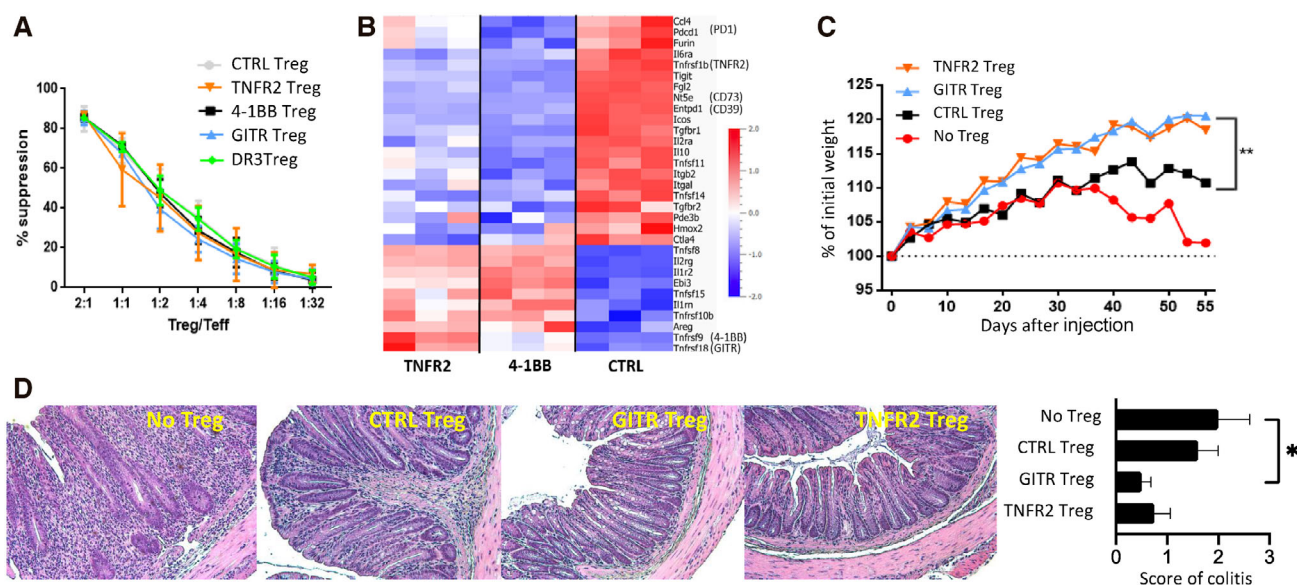 A
CTRL Treg
TNFR2 Treg
4-1BB Treg
GITR Treg
DR3Treg
% suppression
100
80
60
40
20
0
2:1 1:1 1:2 1:4 1:8 1:16 1:32
Treg/Teff
B
Ccl4
Pdcd1 (PD1)
Furin
Il6ra
Tnfrsf1b (TNFR2)
Tigit
Fgl2
Nt5e (CD73)
Entpd1 (CD39)
Icos
Tgfbr1
Il2ra
Il10
Tnfsf11
Itgb2
Itgal
Tnfsf14
Tgfbr2
Pde3b
Hmox2
Ctla4
Tnfsf8
Il2rg
Il1r2
Ebi3
Tnfsf15
Il1rn
Tnfrsf10b
Areg
Tnfrsf9 (4-1BB)
Tnfrsf18 (GITR)
2.0
1.0
0.0
-1.0
-2.0
TNFR2 4-1BB CTRL
C
TNFR2 Treg
GITR Treg
CTRL Treg
No Treg
% of initial weight
125
120
115
110
105
100
95
**
0 10 20 30 40 50 55
Days after injection
D
No Treg
CTRL Treg
GITR Treg
TNFR2 Treg
No Treg
CTRL Treg
GITR Treg
TNFR2 Treg
*
0 1 2 3
Score of colitis